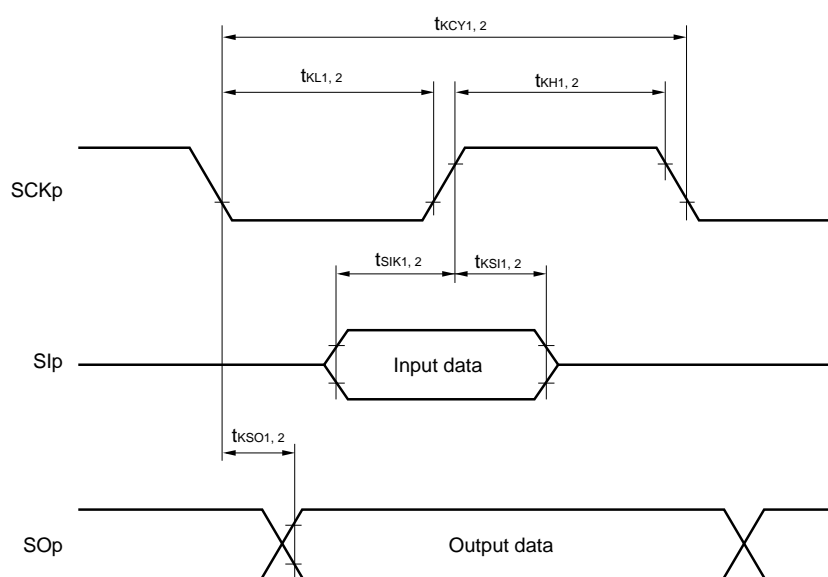 tKCY1, 2
tKL1, 2
tKH1, 2
SCKp
tSIK1, 2
tKSI1, 2
SIp
Input data
tKSO1, 2
SOp
Output data